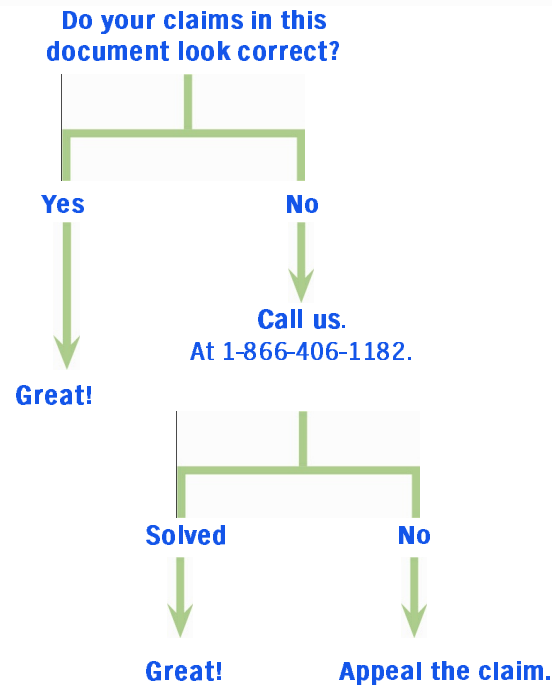 Do your claims in this
document look correct?
Yes
No
Call us.
At 1-866-406-1182.
Great!
Solved
No
Great!
Appeal the claim.